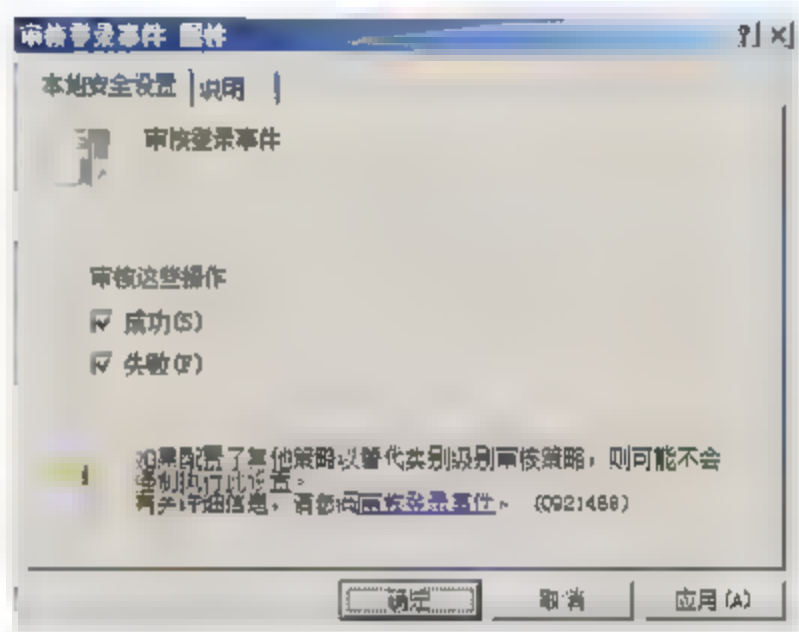 审核登录事件 属性
本地安全设置 说明
审核登录事件
审核这些操作
成功(S)
失败(F)
如果配置了其他策略以替代类别级别审核策略，则可能不会
强制执行此设置。
有关详细信息，请参阅审核登录事件。 (Q921468)
确定 取消 应用(A)